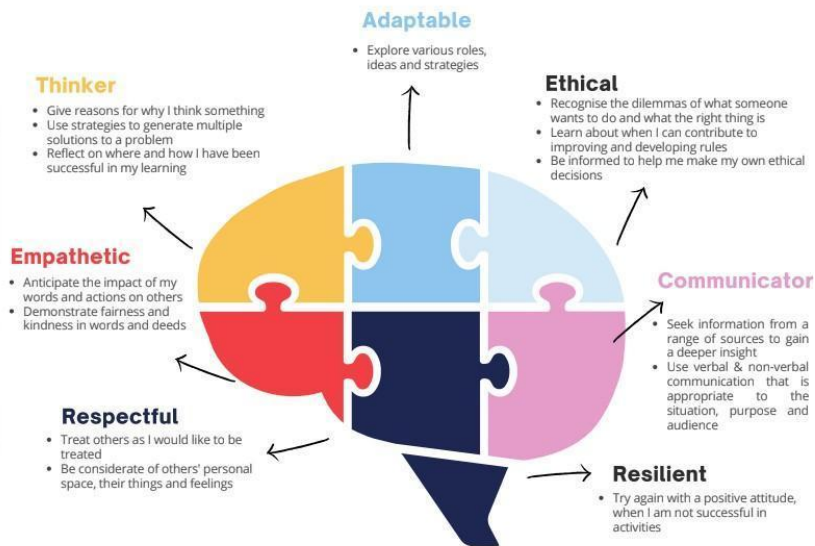 Adaptable
• Explore various roles,
ideas and strategies
Thinker
• Give reasons for why I think something
• Use strategies to generate multiple
solutions to a problem
• Reflect on where and how I have been
successful in my learning
Ethical
• Recognise the dilemmas of what someone
wants to do and what the right thing is
• Learn about when I can contribute to
improving and developing rules
• Be informed to help me make my own ethical
decisions
Empathetic
• Anticipate the impact of my
words and actions on others
• Demonstrate fairness and
kindness in words and deeds
Communicator
• Seek information from a
range of sources to gain
a deeper insight
• Use verbal & non-verbal
communication that is
appropriate to the
situation, purpose and
audience
Respectful
• Treat others as I would like to be
treated
• Be considerate of others' personal
space, their things and feelings
Resilient
• Try again with a positive attitude,
when I am not successful in
activities